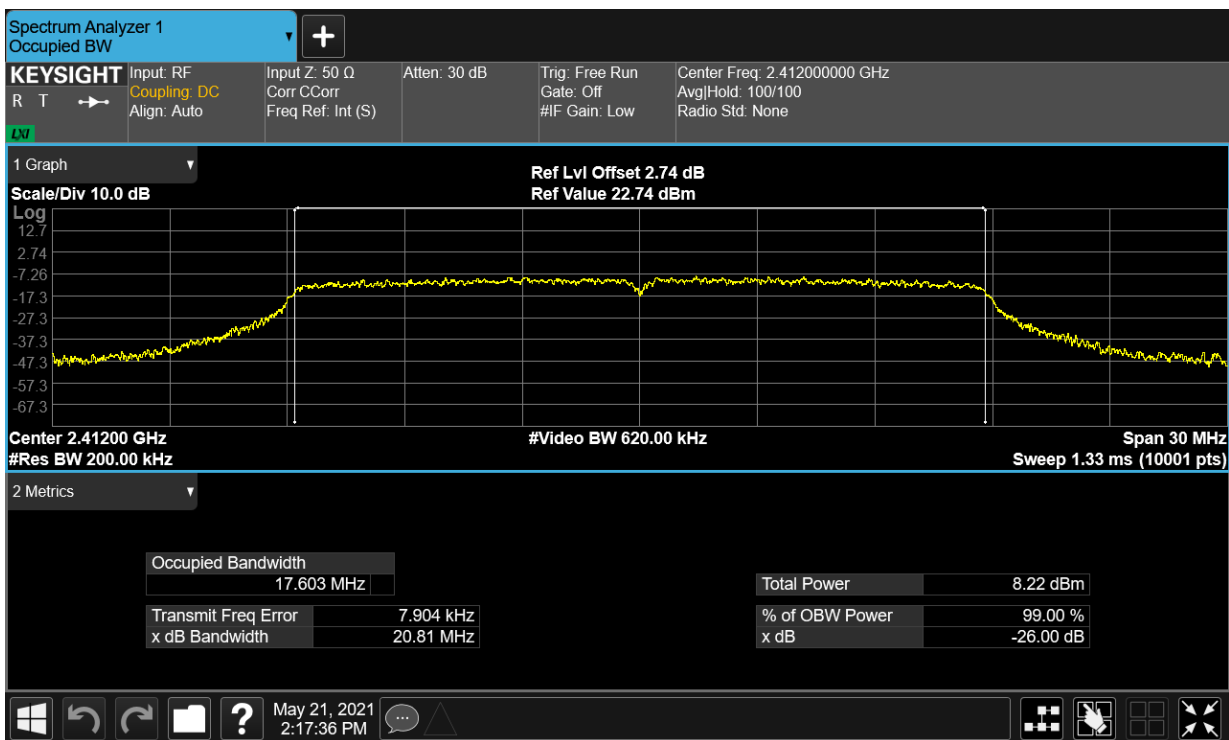 Spectrum Analyzer 1
Occupied BW
▼
+
KEYSIGHT
R T
LXI
Input: RF
Coupling: DC
Align: Auto
Input Z: 50 Ω
Corr CCorr
Freq Ref: Int (S)
Atten: 30 dB
Trig: Free Run
Gate: Off
#IF Gain: Low
Center Freq: 2.412000000 GHz
Avg|Hold: 100/100
Radio Std: None
1 Graph ▼
Scale/Div 10.0 dB
Ref Lvl Offset 2.74 dB
Ref Value 22.74 dBm
Log
12.7
2.74
-7.26
-17.3
-27.3
-37.3
-47.3
-57.3
-67.3
Center 2.41200 GHz
#Res BW 200.00 kHz
#Video BW 620.00 kHz
Span 30 MHz
Sweep 1.33 ms (10001 pts)
2 Metrics ▼
Occupied Bandwidth
17.603 MHz
Transmit Freq Error 7.904 kHz
x dB Bandwidth 20.81 MHz
Total Power 8.22 dBm
% of OBW Power 99.00 %
x dB -26.00 dB
?
May 21, 2021
2:17:36 PM